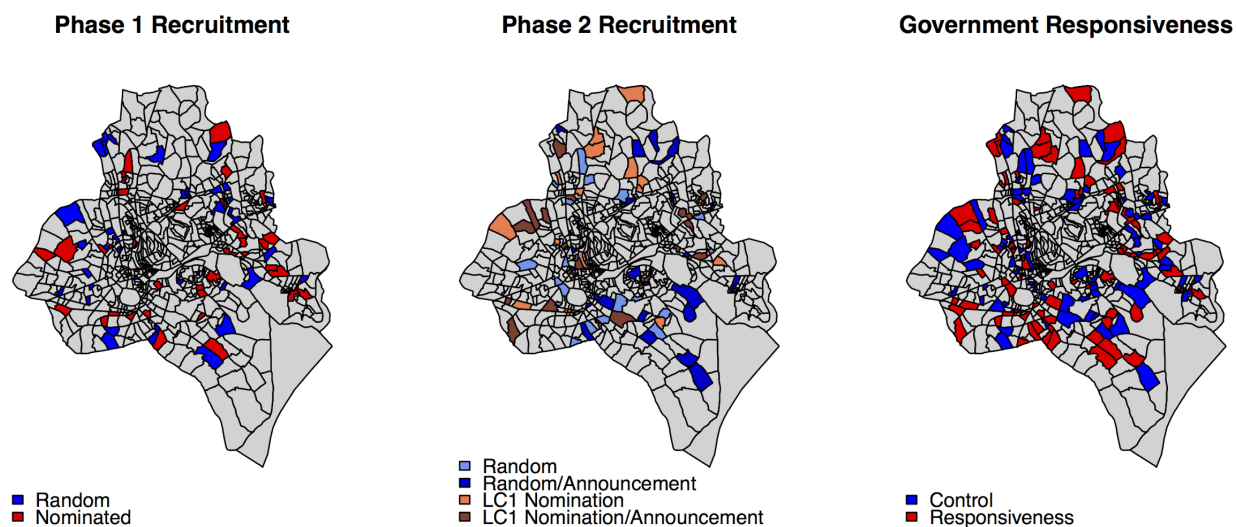 Phase 1 Recruitment
Phase 2 Recruitment
Government Responsiveness
Random
Nominated
Random
Random/Announcement
LC1 Nomination
LC1 Nomination/Announcement
Control
Responsiveness